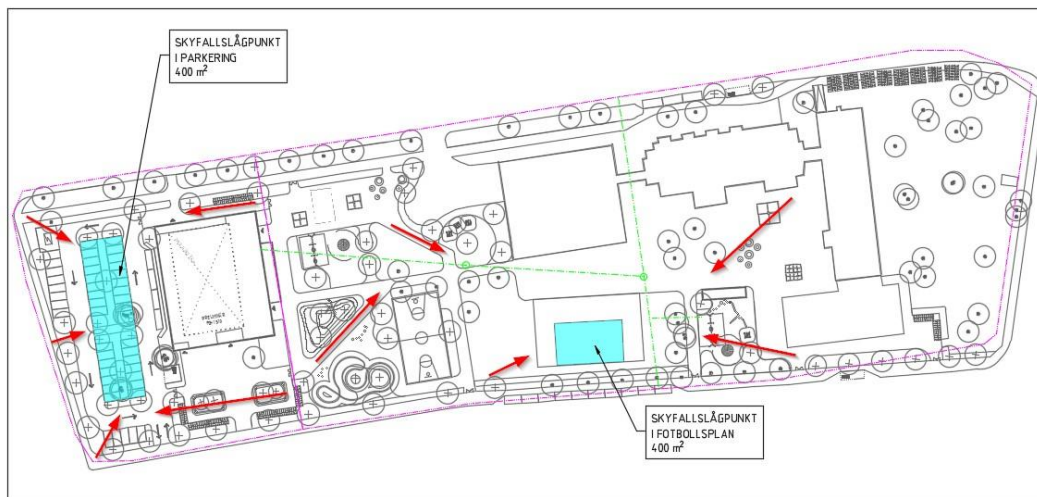 SKYFALLSLÅGPUNKT
I PARKERING
400 m²
SKYFALLSLÅGPUNKT
I FOTBOLLSPLAN
400 m²